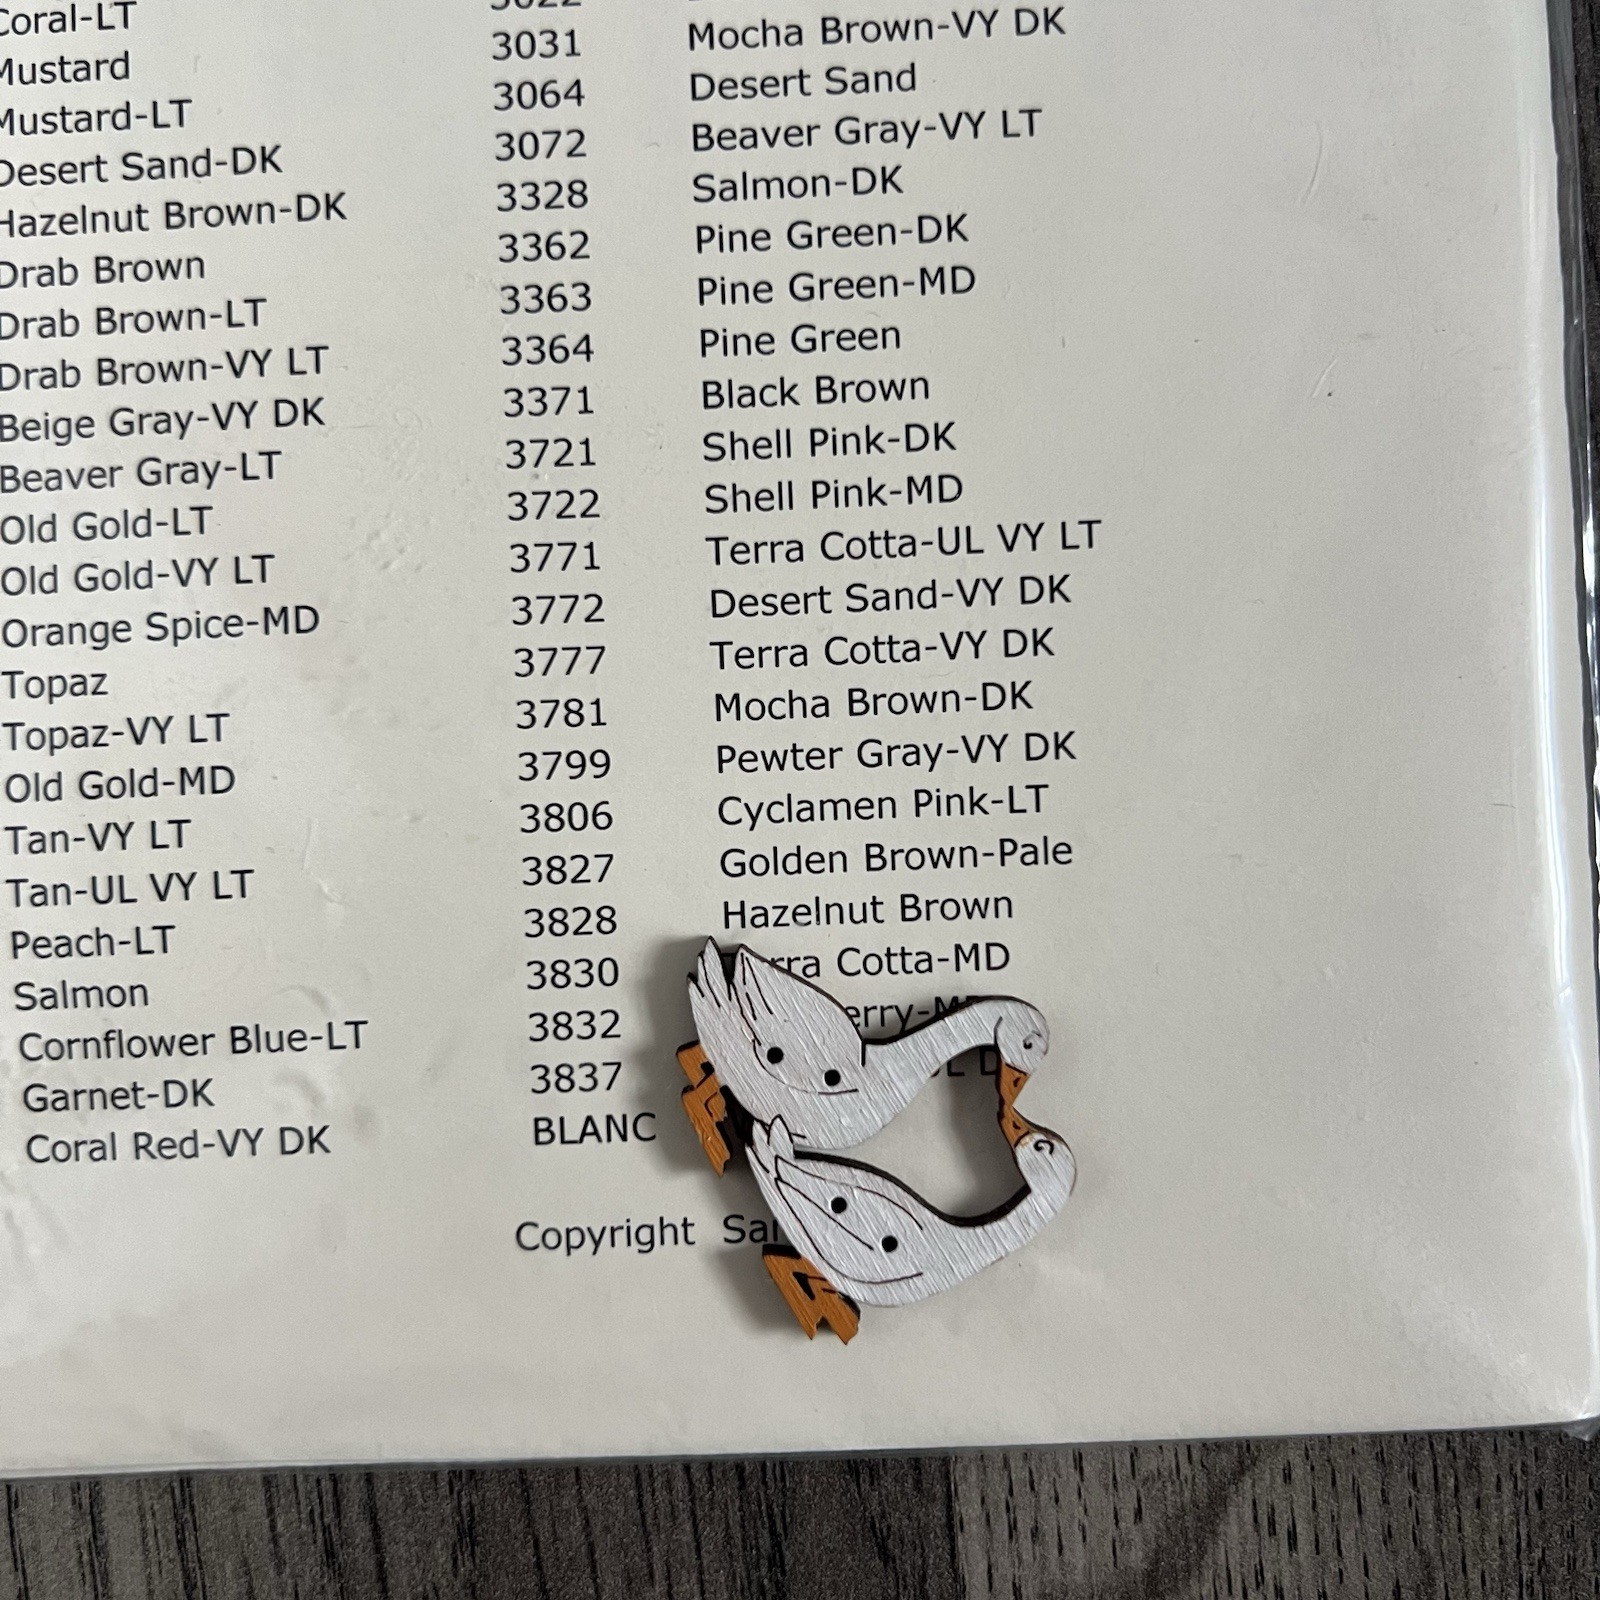 Coral-LT
Mustard 3031 Mocha Brown-VY DK
Mustard-LT 3064 Desert Sand
Desert Sand-DK 3072 Beaver Gray-VY LT
Hazelnut Brown-DK 3328 Salmon-DK
Drab Brown 3362 Pine Green-DK
Drab Brown-LT 3363 Pine Green-MD
Drab Brown-VY LT 3364 Pine Green
Beige Gray-VY DK 3371 Black Brown
Beaver Gray-LT 3721 Shell Pink-DK
Old Gold-LT 3722 Shell Pink-MD
Old Gold-VY LT 3771 Terra Cotta-UL VY LT
Orange Spice-MD 3772 Desert Sand-VY DK
Topaz 3777 Terra Cotta-VY DK
Topaz-VY LT 3781 Mocha Brown-DK
Old Gold-MD 3799 Pewter Gray-VY DK
Tan-VY LT 3806 Cyclamen Pink-LT
Tan-UL VY LT 3827 Golden Brown-Pale
Peach-LT 3828 Hazelnut Brown
Salmon 3830 Cotta-MD
Cornflower Blue-LT 3832
Garnet-DK 3837
Coral Red-VY DK BLANC
Copyright